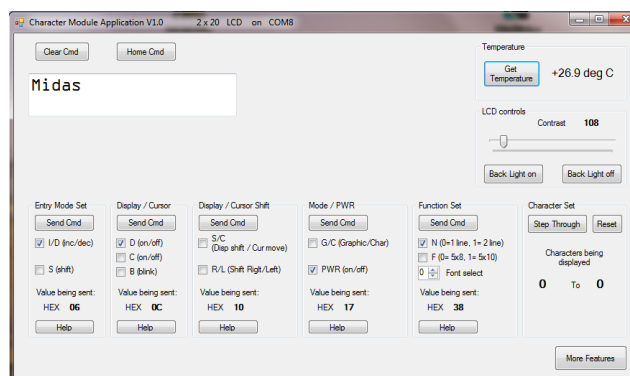 Character Module Application V1.0 2 x 20 LCD on COM8
Clear Cmd Home Cmd
Midas
Temperature
Get Temperature +26.9 deg C
LCD controls
Contrast 108
Back Light on Back Light off
Entry Mode Set
Send Cmd
I/D (inc/dec)
S (shift)
Value being sent:
HEX 06
Help
Display / Cursor
Send Cmd
D (on/off)
C (on/off)
B (blink)
Value being sent:
HEX 0C
Help
Display / Cursor Shift
Send Cmd
S/C
(Disp shift / Cur move)
R/L (Shift Riglt/Left)
Value being sent:
HEX 10
Help
Mode / PWR
Send Cmd
G/C (Graphic/Char)
PWR (on/off)
Value being sent:
HEX 17
Help
Function Set
Send Cmd
N (0=1 line, 1= 2 line)
F (0= 5x8, 1= 5x10)
0 Font select
Value being sent:
HEX 38
Help
Character Set
Step Through Reset
Characters being
displayed
0 To 0
More Features